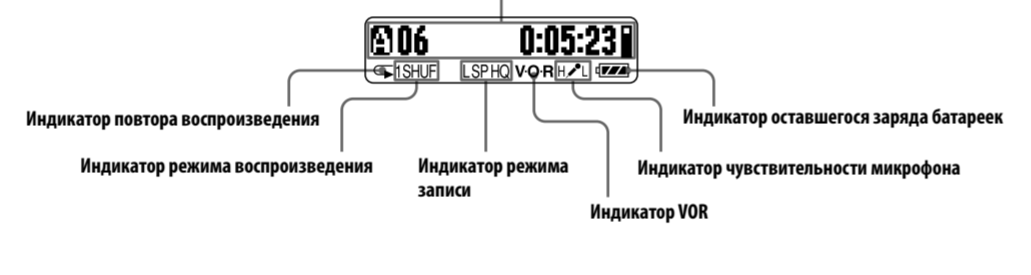 A 06 0:05:23
1SHUF LSPHQ V·O·R H L
Индикатор повтора воспроизведения
Индикатор оставшегося заряда батареек
Индикатор режима воспроизведения
Индикатор режима
записи
Индикатор чувствительности микрофона
Индикатор VOR